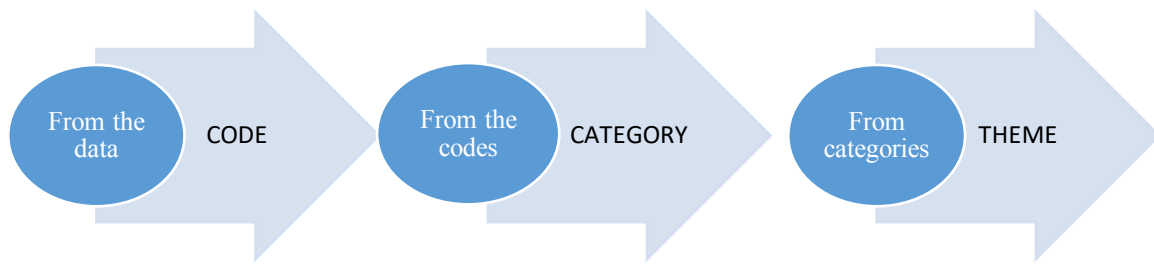 From the
data
CODE
From the
codes
CATEGORY
From
categories
THEME